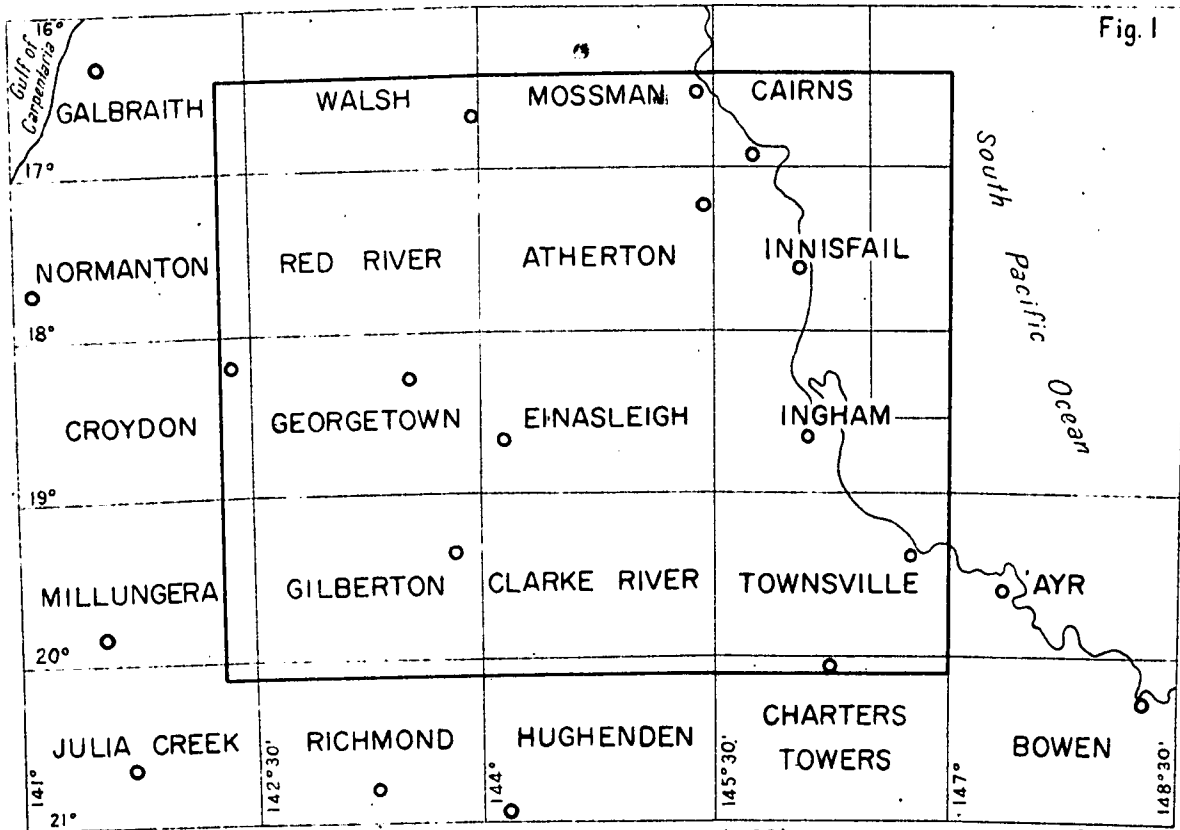 Fig. 1
16°
Gulf of
Carpentaria
GALBRAITH
WALSH
MOSSMAN
CAIRNS
17°
South
Pacific
Ocean
NORMANTON
RED RIVER
ATHERTON
INNISFAIL
18°
CROYDON
GEORGETOWN
EINASLEIGH
INGHAM
19°
MILLUNGERA
GILBERTON
CLARKE RIVER
TOWNSVILLE
AYR
20°
JULIA CREEK
RICHMOND
HUGHENDEN
CHARTERS
TOWERS
BOWEN
21°
141°
142°30'
144°
145°30'
147°
148°30'